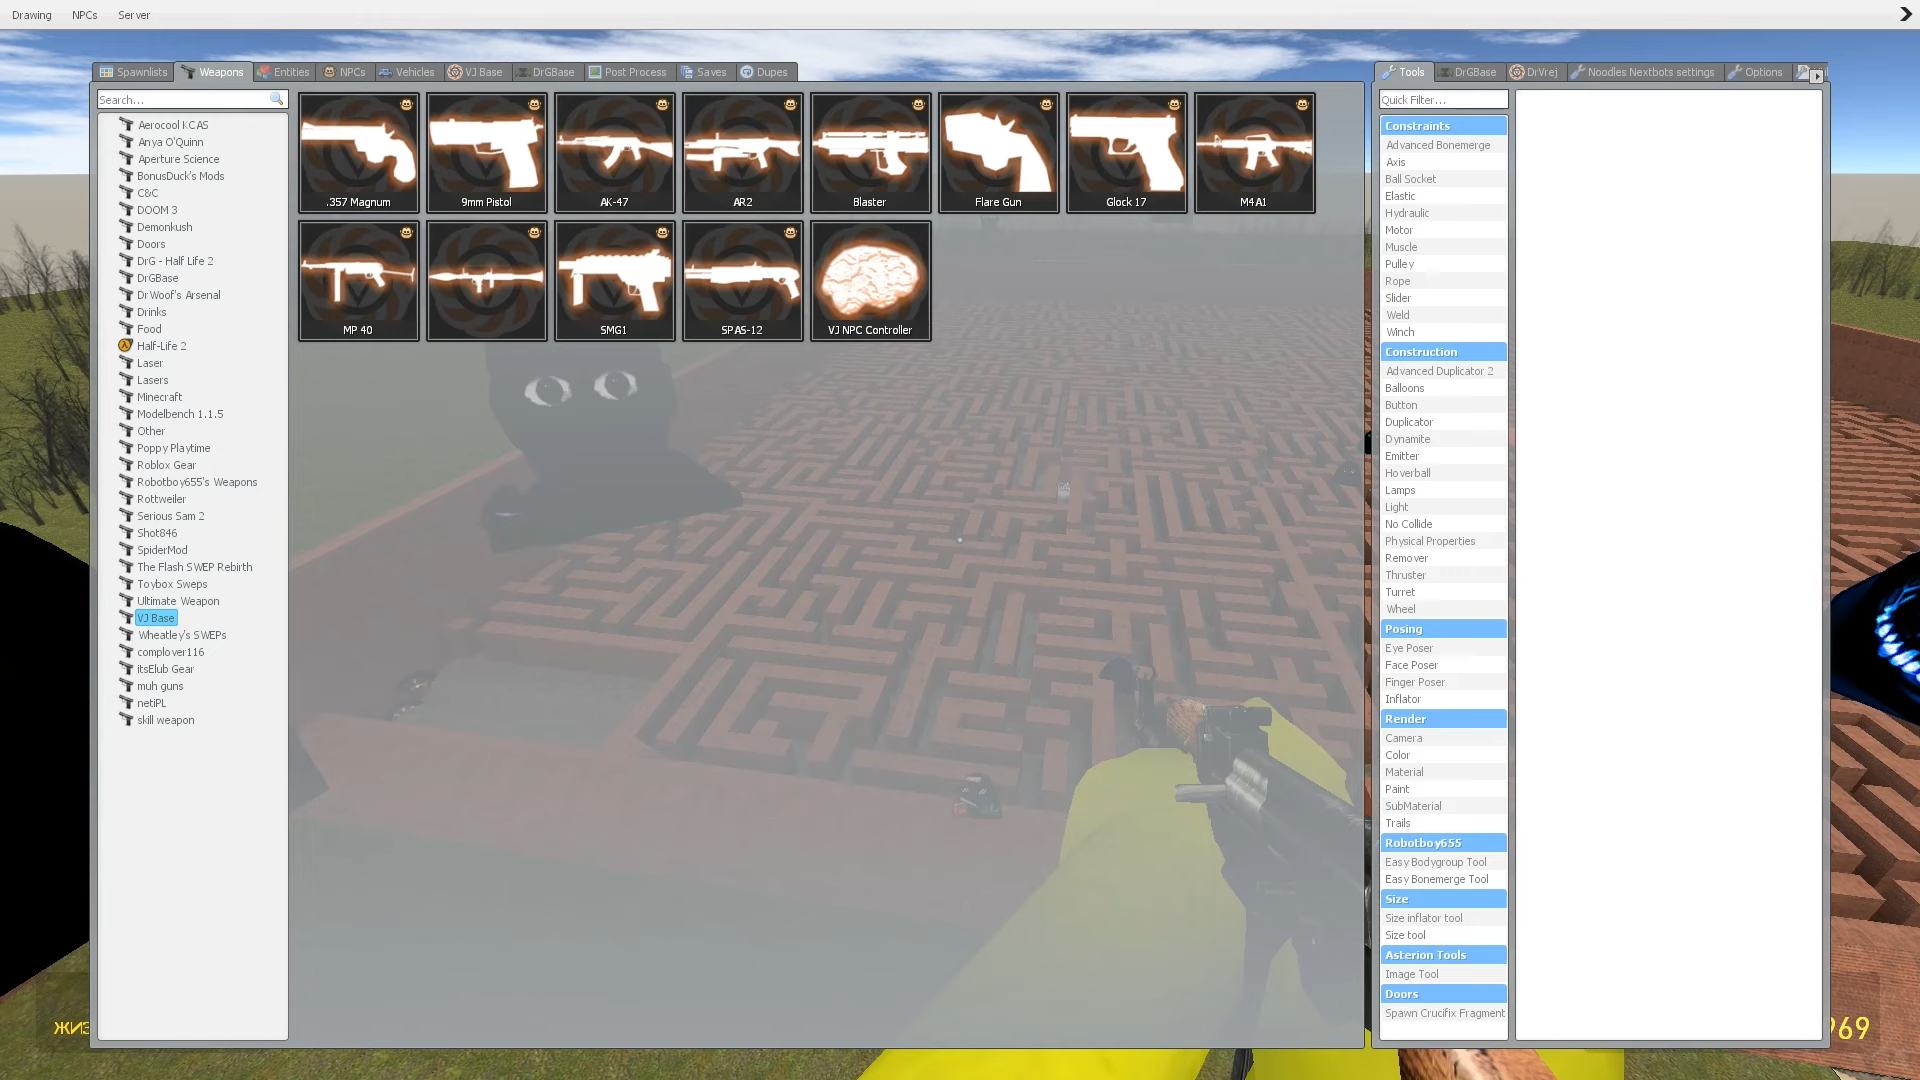 Drawing NPCs Server
Spawnlists Weapons Entities NPCs Vehicles VJ Base DrGBase Post Process Saves Dupes
Search...
Aerocool KCAS
Anya O'Quinn
Aperture Science
BonusDuck's Mods
C&C
DOOM 3
Demonkush
Doors
DrG - Half Life 2
DrGBase
DrWoof's Arsenal
Drinks
Food
Half-Life 2
Laser
Lasers
Minecraft
Modelbench 1.1.5
Other
Poppy Playtime
Roblox Gear
Robotboy655's Weapons
Rottweiler
Serious Sam 2
Shot846
SpiderMod
The Flash SWEP Rebirth
Toybox Sweps
Ultimate Weapon
VJ Base
Wheatley's SWEPs
complover116
itsElub Gear
muh guns
netiPL
skill weapon
.357 Magnum 9mm Pistol AK-47 AR2 Blaster Flare Gun Glock 17 M4A1
MP 40 SMG1 SPAS-12 VJ NPC Controller
Tools DrGBase DrVrej Noodles Nextbots settings Options
Quick Filter...
Constraints
Advanced Bonemerge
Axis
Ball Socket
Elastic
Hydraulic
Motor
Muscle
Pulley
Rope
Slider
Weld
Winch
Construction
Advanced Duplicator 2
Balloons
Button
Duplicator
Dynamite
Emitter
Hoverball
Lamps
Light
No Collide
Physical Properties
Remover
Thruster
Turret
Wheel
Posing
Eye Poser
Face Poser
Finger Poser
Inflator
Render
Camera
Color
Material
Paint
SubMaterial
Trails
Robotboy655
Easy Bodygroup Tool
Easy Bonemerge Tool
Size
Size inflator tool
Size tool
Asterion Tools
Image Tool
Doors
Spawn Crucifix Fragment